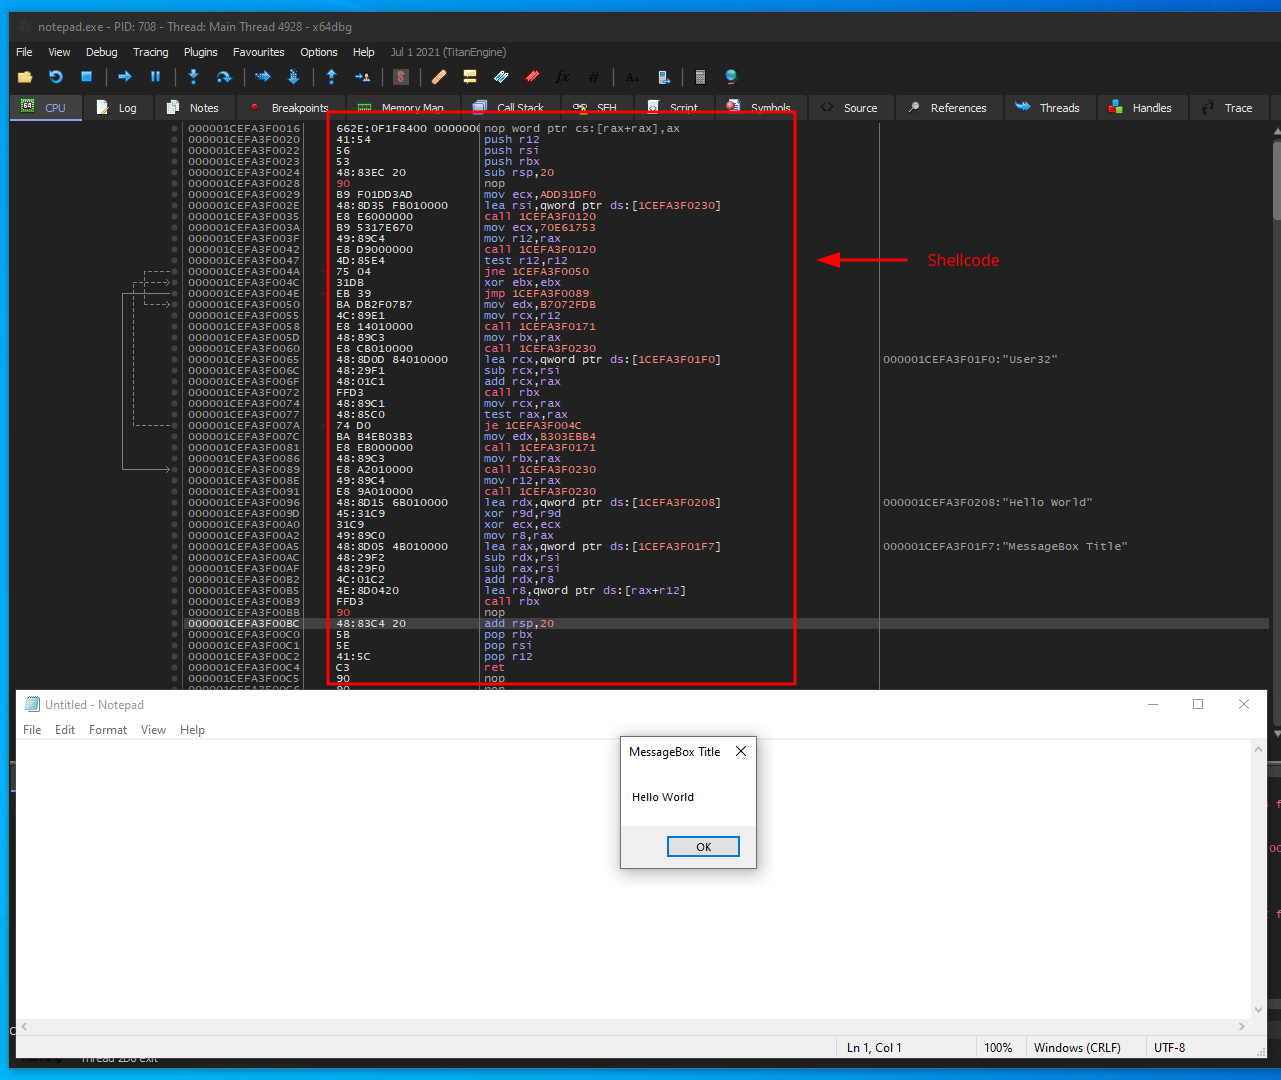 notepad.exe - PID: 708 - Thread: Main Thread 4928 - x64dbg
File View Debug Tracing Plugins Favourites Options Help Jul 1 2021 (TitanEngine)
CPU Log Notes Breakpoints Memory Map Call Stack SEH Script Symbols Source References Threads Handles Trace
000001CEFA3F0016 662E:0F1F8400 0000000 nop word ptr cs:[rax+rax],ax
000001CEFA3F0020 41:54 push r12
000001CEFA3F0022 56 push rsi
000001CEFA3F0023 53 push rbx
000001CEFA3F0024 48:83EC 20 sub rsp,20
000001CEFA3F0028 90 nop
000001CEFA3F0029 B9 F01DD3AD mov ecx,ADD31DF0
000001CEFA3F002E 48:8D35 FB010000 lea rsi,qword ptr ds:[1CEFA3F0230]
000001CEFA3F0035 E8 E6000000 call 1CEFA3F0120
000001CEFA3F003A B9 5317E670 mov ecx,70E61753
000001CEFA3F003F 49:89C4 mov r12,rax
000001CEFA3F0042 E8 D9000000 call 1CEFA3F0120
000001CEFA3F0047 4D:85E4 test r12,r12
000001CEFA3F004A 75 04 jne 1CEFA3F0050
000001CEFA3F004C 31DB xor ebx,ebx
000001CEFA3F004E EB 39 jmp 1CEFA3F0089
000001CEFA3F0050 BA DB2F07B7 mov edx,B7072FDB
000001CEFA3F0055 4C:89E1 mov rcx,r12
000001CEFA3F0058 E8 14010000 call 1CEFA3F0171
000001CEFA3F005D 48:89C3 mov rbx,rax
000001CEFA3F0060 E8 CB010000 call 1CEFA3F0230
000001CEFA3F0065 48:8D0D 84010000 lea rcx,qword ptr ds:[1CEFA3F01F0] 000001CEFA3F01F0:"User32"
000001CEFA3F006C 48:29F1 sub rcx,rsi
000001CEFA3F006F 48:01C1 add rcx,rax
000001CEFA3F0072 FFD3 call rbx
000001CEFA3F0074 48:89C1 mov rcx,rax
000001CEFA3F0077 48:85C0 test rax,rax
000001CEFA3F007A 74 D0 je 1CEFA3F004C
000001CEFA3F007C BA B4EB03B3 mov edx,B303EBB4
000001CEFA3F0081 E8 EB000000 call 1CEFA3F0171
000001CEFA3F0086 48:89C3 mov rbx,rax
000001CEFA3F0089 E8 A2010000 call 1CEFA3F0230
000001CEFA3F008E 49:89C4 mov r12,rax
000001CEFA3F0091 E8 9A010000 call 1CEFA3F0230
000001CEFA3F0096 48:8D15 6B010000 lea rdx,qword ptr ds:[1CEFA3F0208] 000001CEFA3F0208:"Hello World"
000001CEFA3F009D 45:31C9 xor r9d,r9d
000001CEFA3F00A0 31C9 xor ecx,ecx
000001CEFA3F00A2 49:89C0 mov r8,rax
000001CEFA3F00A5 48:8D05 4B010000 lea rax,qword ptr ds:[1CEFA3F01F7] 000001CEFA3F01F7:"MessageBox Title"
000001CEFA3F00AC 48:29F2 sub rdx,rsi
000001CEFA3F00AF 48:29F0 sub rax,rsi
000001CEFA3F00B2 4C:01C2 add rdx,r8
000001CEFA3F00B5 4E:8D0420 lea r8,qword ptr ds:[rax+r12]
000001CEFA3F00B9 FFD3 call rbx
000001CEFA3F00BB 90 nop
000001CEFA3F00BC 48:83C4 20 add rsp,20
000001CEFA3F00C0 5B pop rbx
000001CEFA3F00C1 5E pop rsi
000001CEFA3F00C2 41:5C pop r12
000001CEFA3F00C4 C3 ret
000001CEFA3F00C5 90 nop
Shellcode
Untitled - Notepad
File Edit Format View Help
MessageBox Title
Hello World
OK
Ln 1, Col 1 100% Windows (CRLF) UTF-8